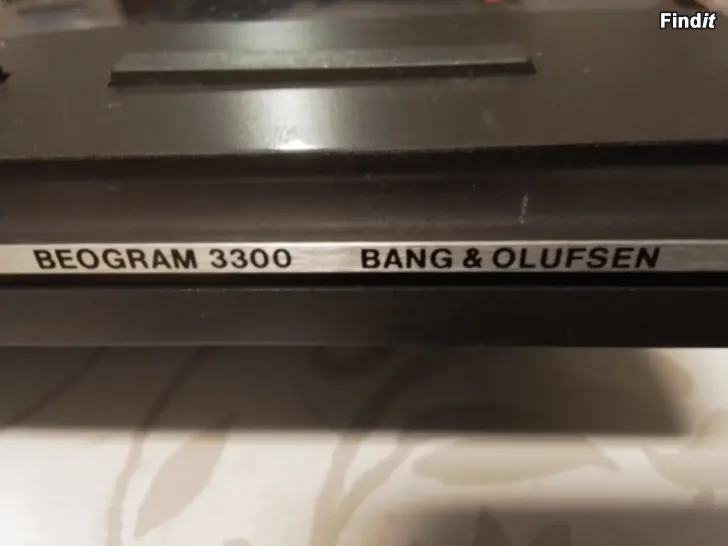 Findit
BEOGRAM 3300 BANG & OLUFSEN